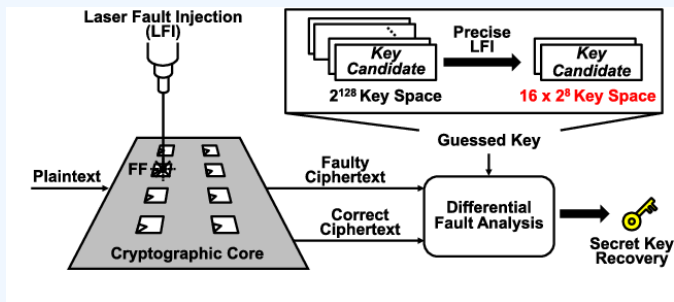 Laser Fault Injection
(LFI)
Key
Candidate
2¹²⁸ Key Space
Precise
LFI
Key
Candidate
16 x 2⁸ Key Space
Guessed Key
Plaintext
FF
Faulty
Ciphertext
Correct
Ciphertext
Cryptographic Core
Differential
Fault Analysis
Secret Key
Recovery